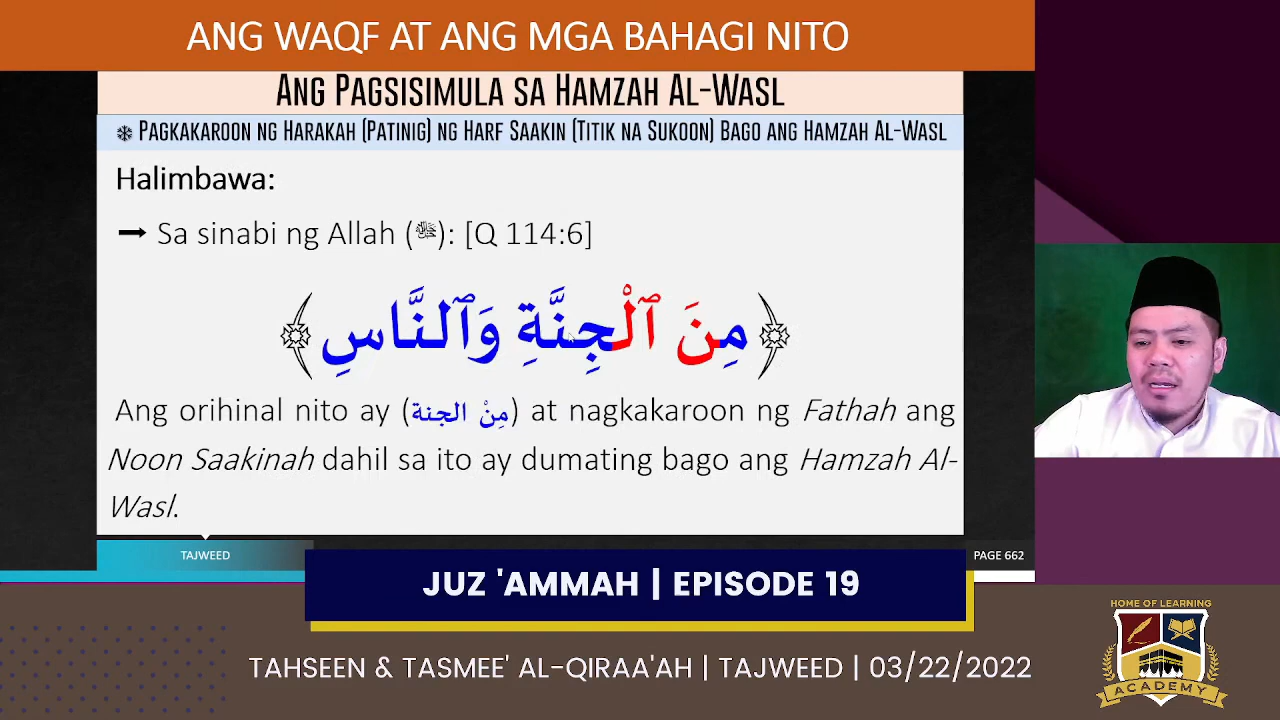 ANG WAQF AT ANG MGA BAHAGI NITO
ANG PAGSISIMULA SA HAMZAH AL-WASL
❄ PAGKAKAROON NG HARAKAH (PATINIG) NG HARF SAAKIN (TITIK NA SUKOON) BAGO ANG HAMZAH AL-WASL
Halimbawa:
➞ Sa sinabi ng Allah (ﷻ): [Q 114:6]
﴿مِنَ ٱلْجِنَّةِ وَٱلنَّاسِ﴾
Ang orihinal nito ay (مِنْ الجنة) at nagkakaroon ng Fathah ang
Noon Saakinah dahil sa ito ay dumating bago ang Hamzah Al-
Wasl.
TAJWEED
PAGE 662
JUZ 'AMMAH | EPISODE 19
TAHSEEN & TASMEE' AL-QIRAA'AH | TAJWEED | 03/22/2022
HOME OF LEARNING
ACADEMY